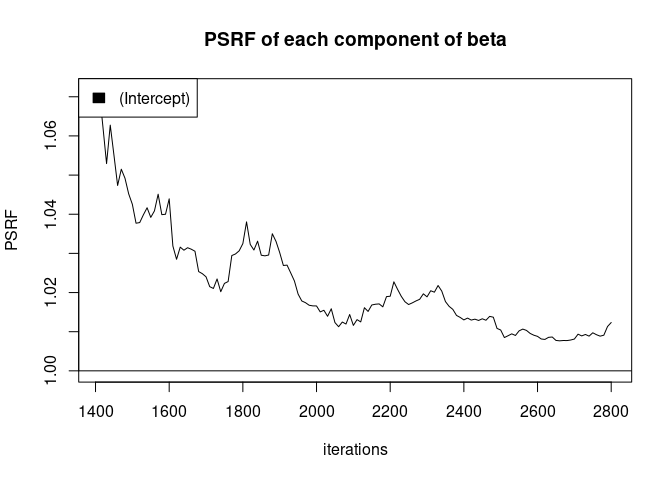 PSRF of each component of beta
(Intercept)
PSRF
1.06
1.04
1.02
1.00
1400 1600 1800 2000 2200 2400 2600 2800
iterations